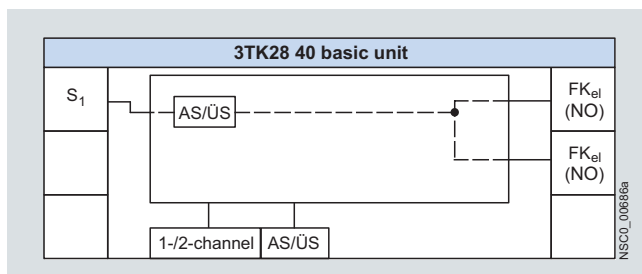 3TK28 40 basic unit
S1
AS/ÜS
FKel
(NO)
FKel
(NO)
1-/2-channel
AS/ÜS
NSC0_00686a